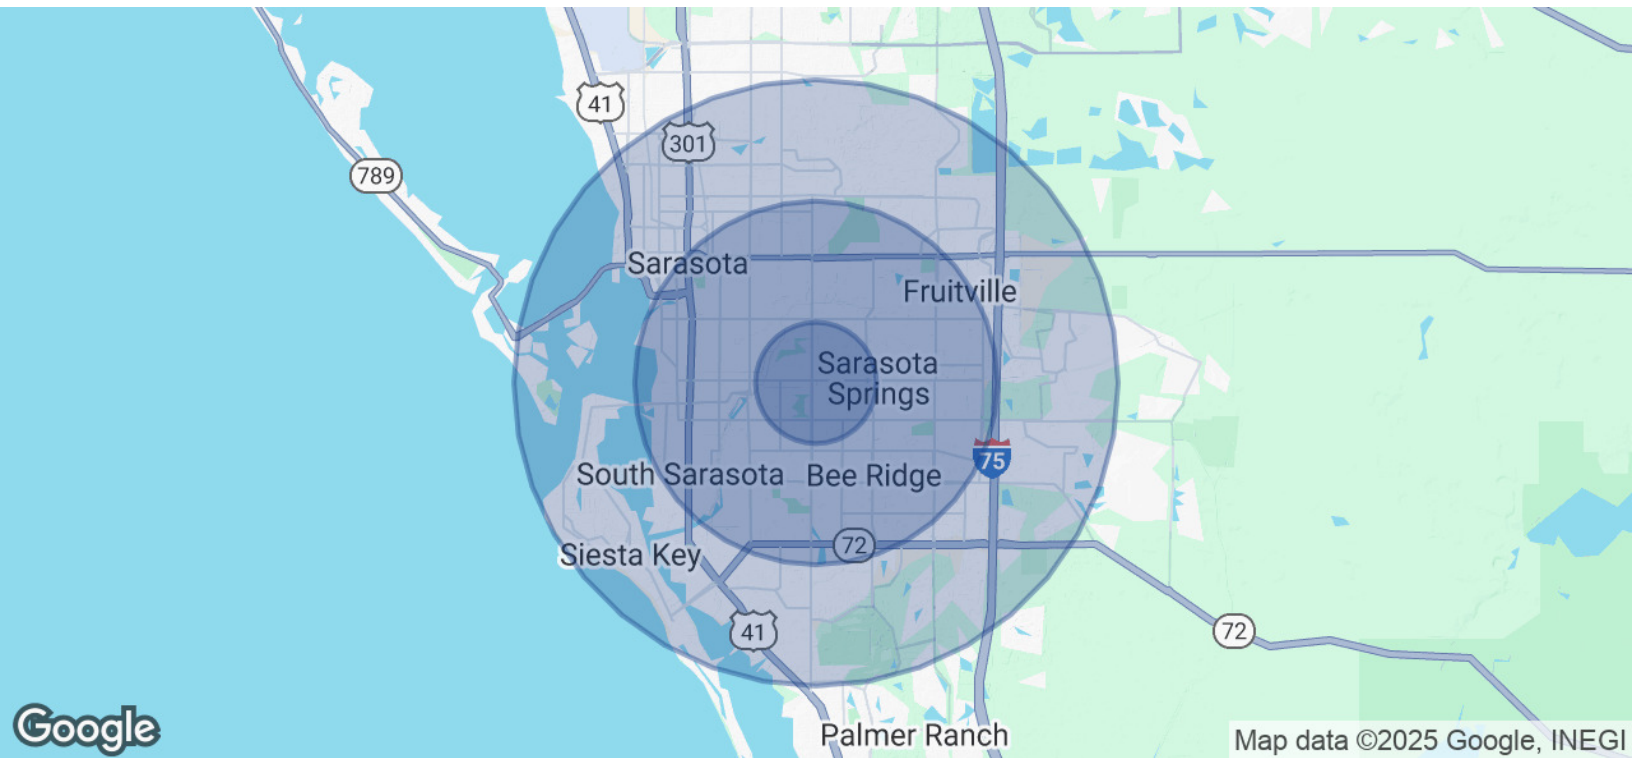 41
301
789
Sarasota
Fruitville
Sarasota
Springs
75
South Sarasota
Bee Ridge
72
Siesta Key
41
72
Google
Palmer Ranch
Map data ©2025 Google, INEGI